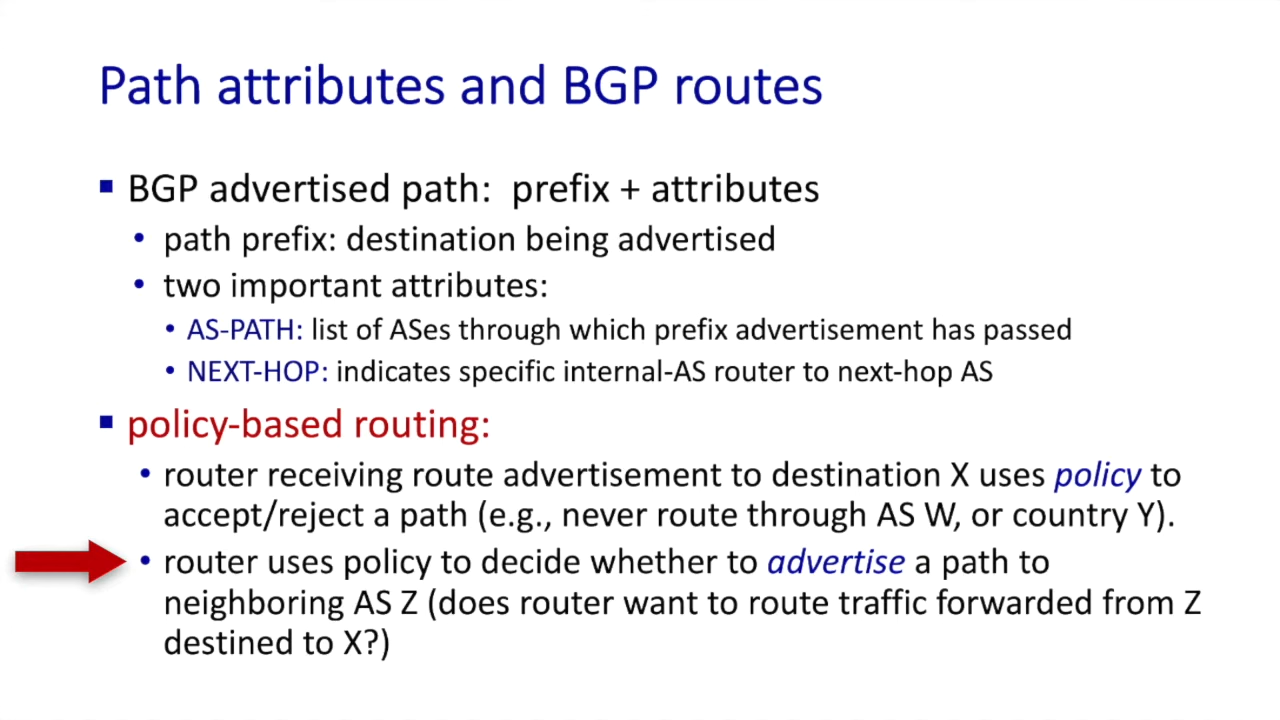 Path attributes and BGP routes
▪ BGP advertised path: prefix + attributes
• path prefix: destination being advertised
• two important attributes:
• AS-PATH: list of ASes through which prefix advertisement has passed
• NEXT-HOP: indicates specific internal-AS router to next-hop AS
▪ policy-based routing:
• router receiving route advertisement to destination X uses policy to
accept/reject a path (e.g., never route through AS W, or country Y).
• router uses policy to decide whether to advertise a path to
neighboring AS Z (does router want to route traffic forwarded from Z
destined to X?)